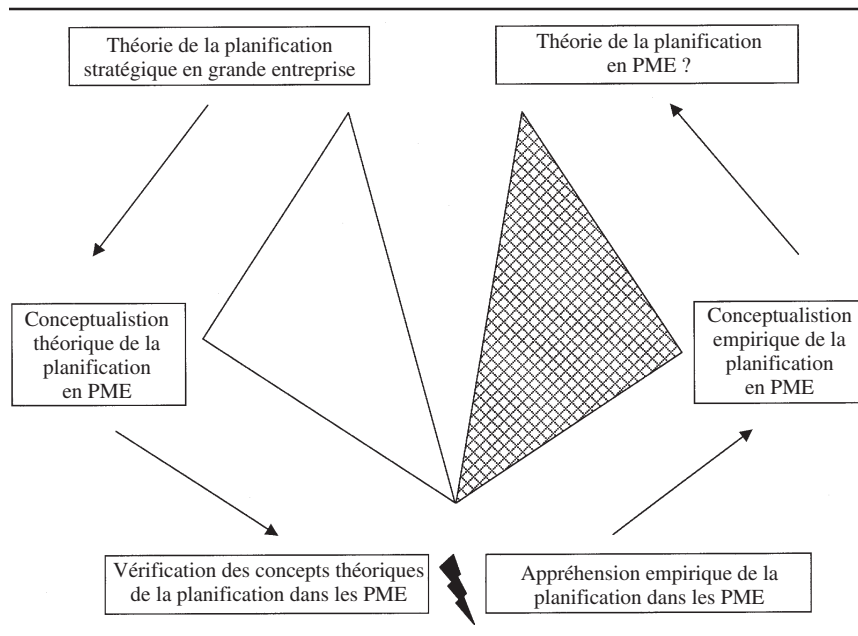 Théorie de la planification
stratégique en grande entreprise
Théorie de la planification
en PME ?
Conceptualistion
théorique de la
planification
en PME
Conceptualistion
empirique de la
planification
en PME
Vérification des concepts théoriques
de la planification dans les PME
Appréhension empirique de la
planification dans les PME